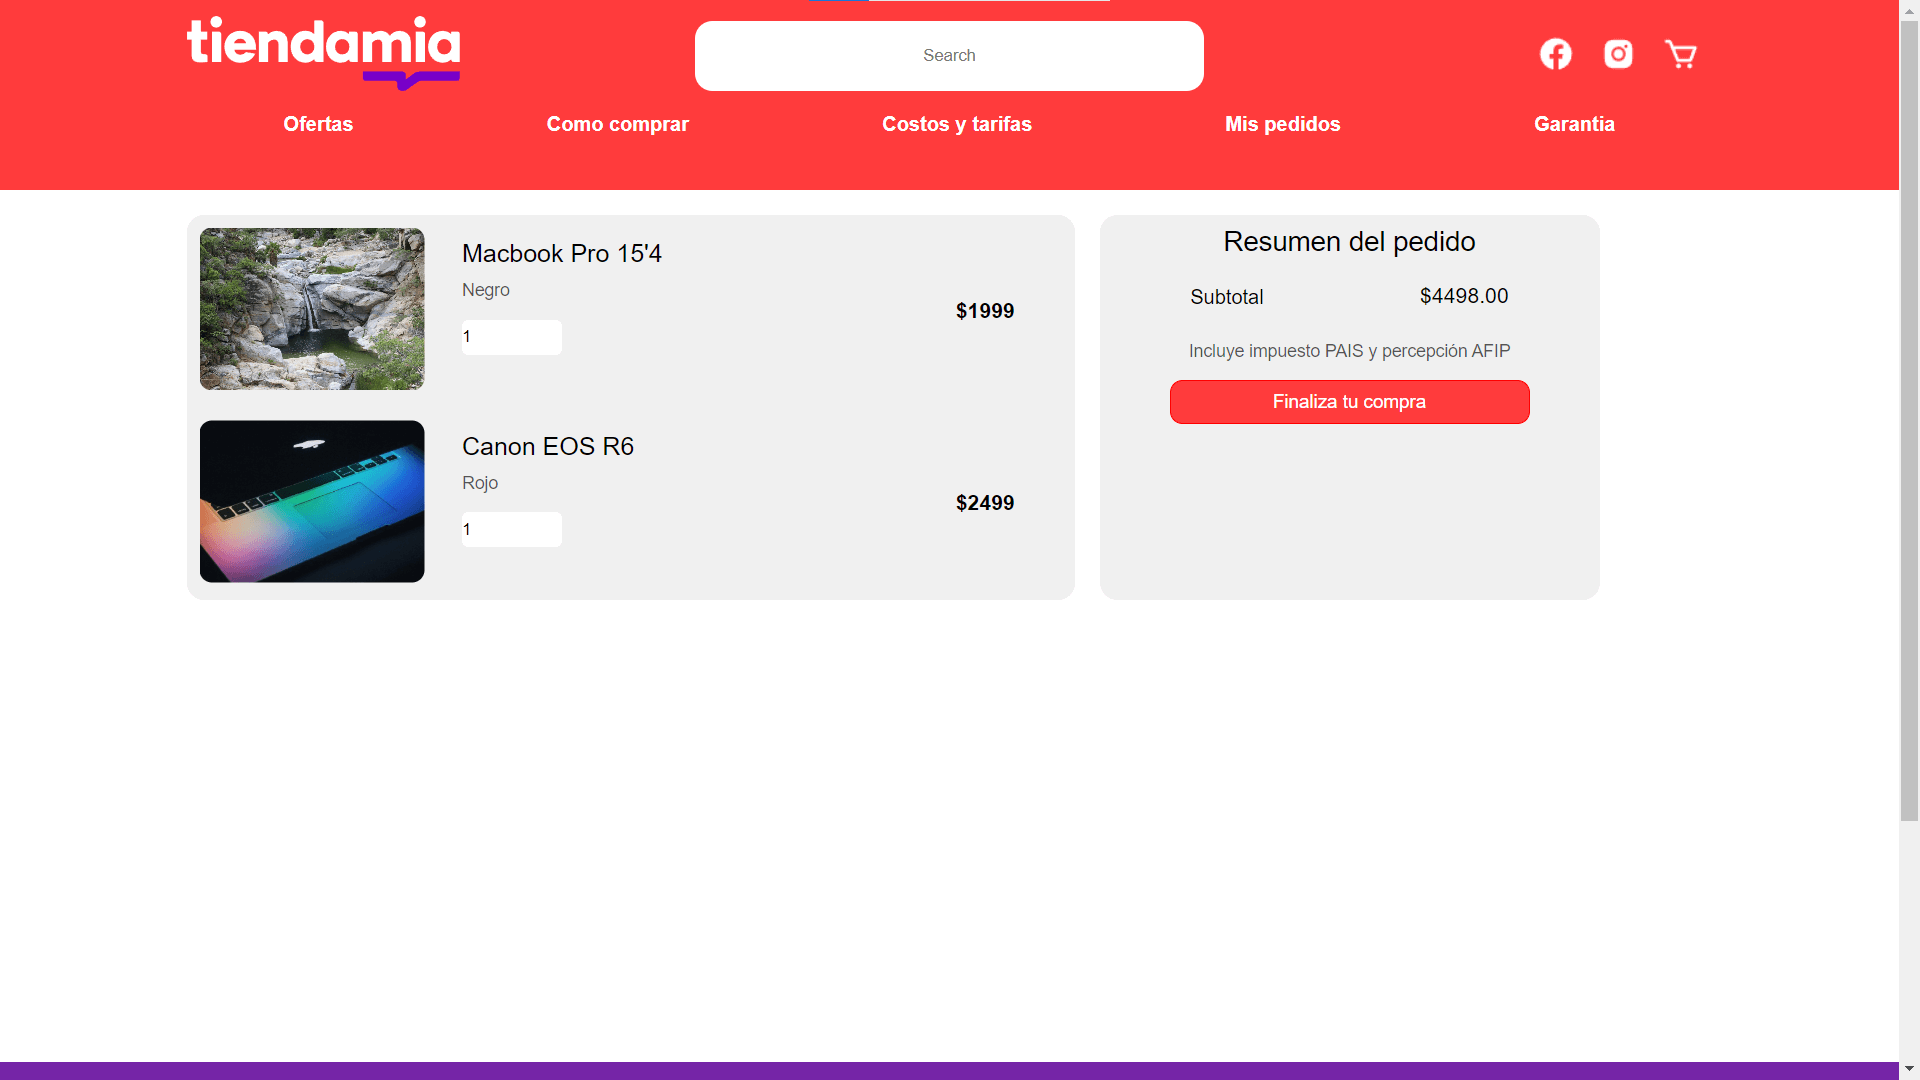 tiendamia
Search
Ofertas
Como comprar
Costos y tarifas
Mis pedidos
Garantia
Macbook Pro 15'4
Negro
1
$1999
Canon EOS R6
Rojo
1
$2499
Resumen del pedido
Subtotal
$4498.00
Incluye impuesto PAIS y percepción AFIP
Finaliza tu compra